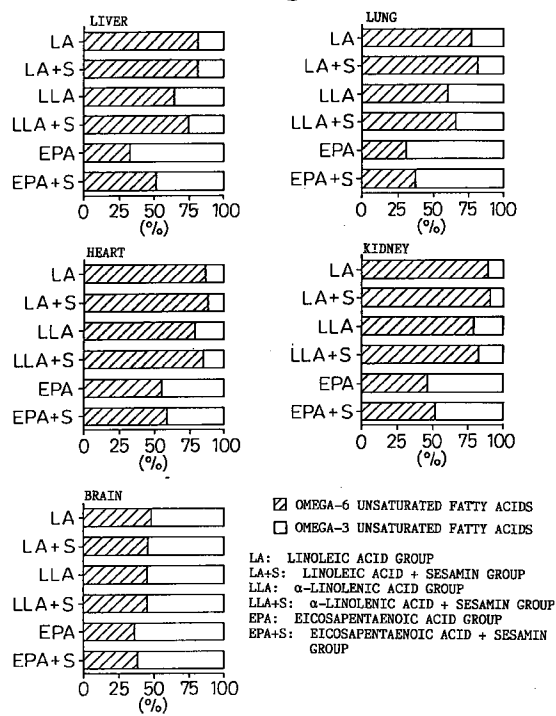 LIVER
LA
LA+S
LLA
LLA+S
EPA
EPA+S
0 25 50 75 100
(%)
LUNG
LA
LA+S
LLA
LLA+S
EPA
EPA+S
0 25 50 75 100
(%)
HEART
LA
LA+S
LLA
LLA+S
EPA
EPA+S
0 25 50 75 100
(%)
KIDNEY
LA
LA+S
LLA
LLA+S
EPA
EPA+S
0 25 50 75 100
(%)
BRAIN
LA
LA+S
LLA
LLA+S
EPA
EPA+S
0 25 50 75 100
(%)
OMEGA-6 UNSATURATED FATTY ACIDS
OMEGA-3 UNSATURATED FATTY ACIDS
LA: LINOLEIC ACID GROUP
LA+S: LINOLEIC ACID + SESAMIN GROUP
LLA: α-LINOLENIC ACID GROUP
LLA+S: α-LINOLENIC ACID + SESAMIN GROUP
EPA: EICOSAPENTAENOIC ACID GROUP
EPA+S: EICOSAPENTAENOIC ACID + SESAMIN
GROUP